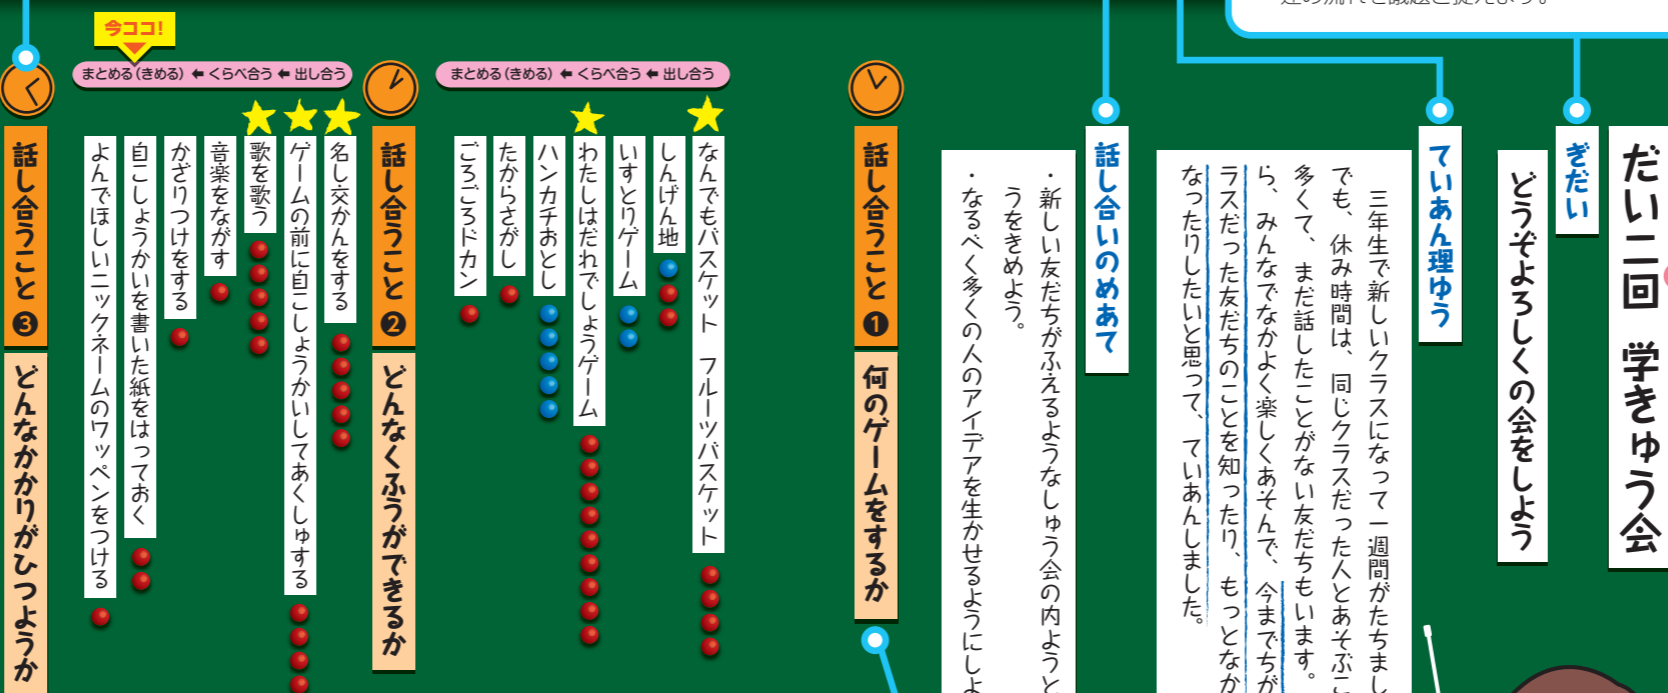 だい二回 学きゅう会
ぎだい
どうぞよろしくの会をしよう
ていあん理ゆう
三年生で新しいクラスになって一週間がたちまし
でも、休み時間は、同じクラスだった人とあそぶこ
多くて、まだ話したことがない友だちもいます。
ら、みんなでなかよく楽しくあそんで、今までちが
ラスだった友だちのことを知ったり、もっとなか
なったりしたいと思って、ていあんしました。
話し合いのめあて
・新しい友だちがふえるようなしゅう会の内ようと
うをきめよう。
・なるべく多くの人のアイデアを生かせるようにしよ
話し合うこと ❶ 何のゲームをするか
まとめる(きめる) ⬅ くらべ合う ⬅ 出し合う
なんでもバスケット フルーツバスケット
しんげん地
いすとりゲーム
わたしはだれでしょうゲーム
ハンカチおとし
たからさがし
ごろごろドカン
話し合うこと ❷ どんなくふうができるか
今ココ!
まとめる(きめる) ⬅ くらべ合う ⬅ 出し合う
名し交かんをする
ゲームの前に自こしょうかいしてあくしゅする
歌を歌う
音楽をながす
かざりつけをする
自こしょうかいを書いた紙をはっておく
よんでほしいニックネームのワッペンをつける
話し合うこと ❸ どんなかかりがひつようか